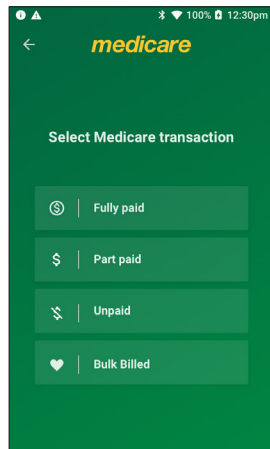 100% 12:30pm
medicare
Select Medicare transaction
Fully paid
Part paid
Unpaid
Bulk Billed